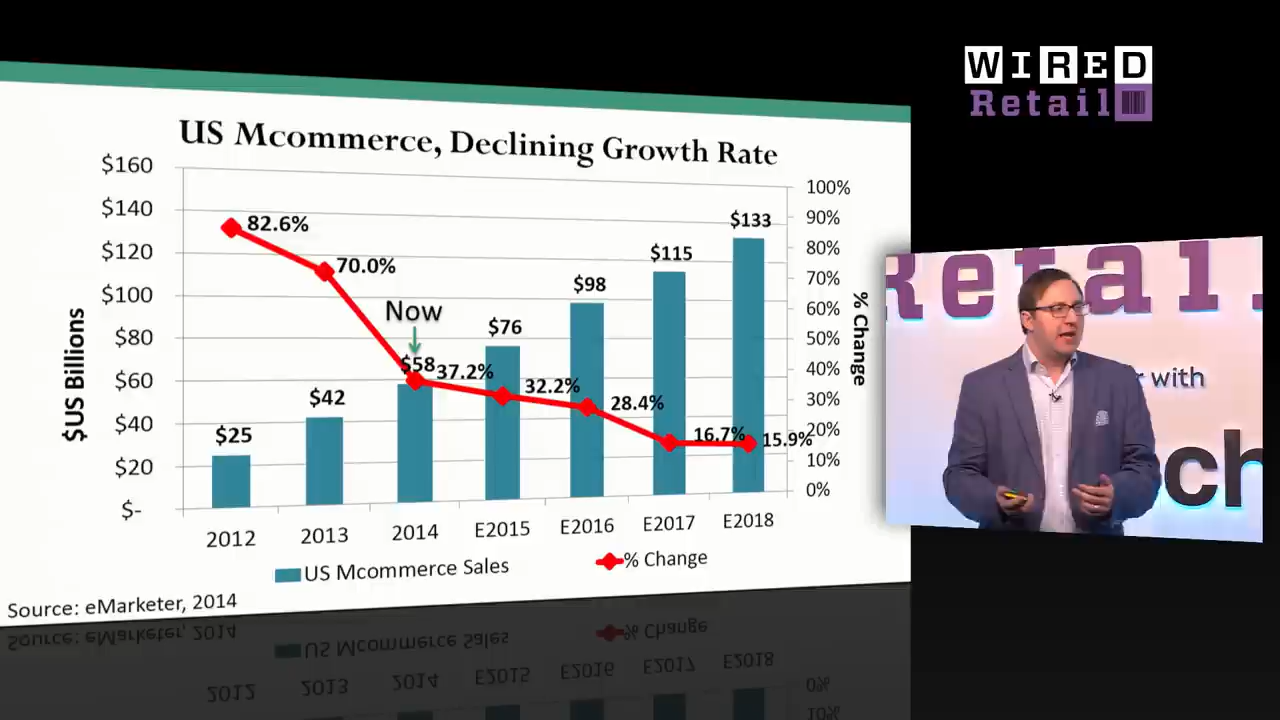 WIRED
Retail
US Mcommerce, Declining Growth Rate
$US Billions
$160
$140
$120
$100
$80
$60
$40
$20
$-
100%
90%
80%
70%
60%
50%
40%
30%
20%
10%
0%
% Change
82.6%
70.0%
Now
37.2%
32.2%
28.4%
16.7%
15.9%
$25
$42
$58
$76
$98
$115
$133
2012
2013
2014
E2015
E2016
E2017
E2018
US Mcommerce Sales
% Change
Source: eMarketer, 2014
Retail
with
ch